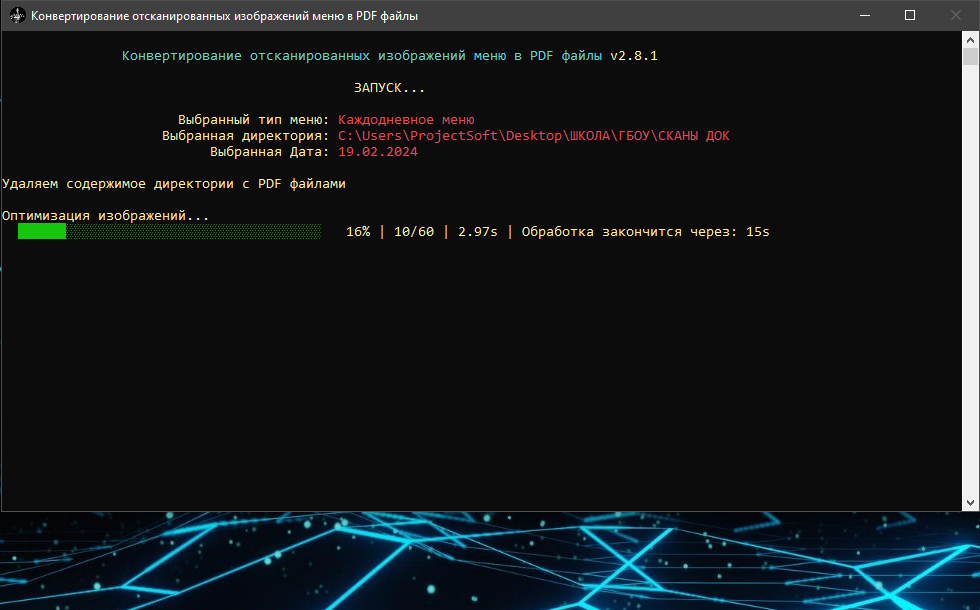 Конвертирование отсканированных изображений меню в PDF файлы
Конвертирование отсканированных изображений меню в PDF файлы v2.8.1
ЗАПУСК...
Выбранный тип меню: Каждодневное меню
Выбранная директория: C:\Users\ProjectSoft\Desktop\ШКОЛА\ГБОУ\СКАНЫ ДОК
Выбранная Дата: 19.02.2024
Удаляем содержимое директории с PDF файлами
Оптимизация изображений...
16% | 10/60 | 2.97s | Обработка закончится через: 15s